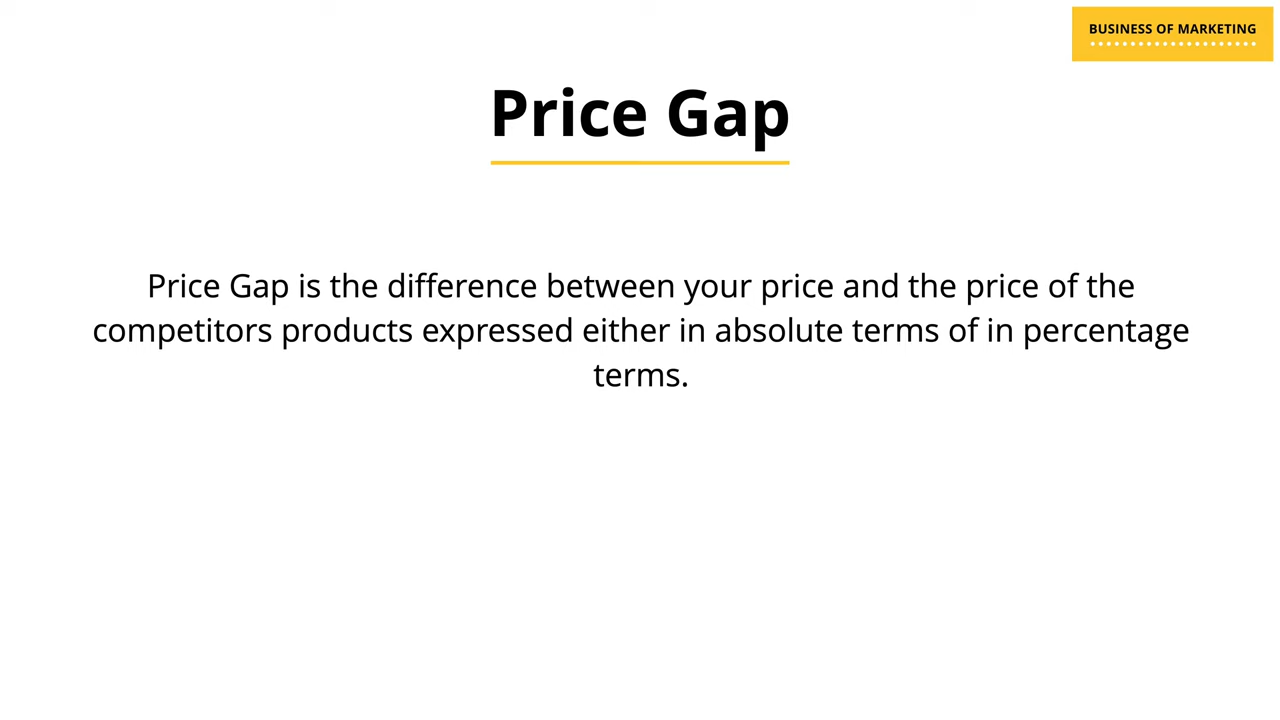 BUSINESS OF MARKETING
Price Gap
Price Gap is the difference between your price and the price of the
competitors products expressed either in absolute terms of in percentage
terms.